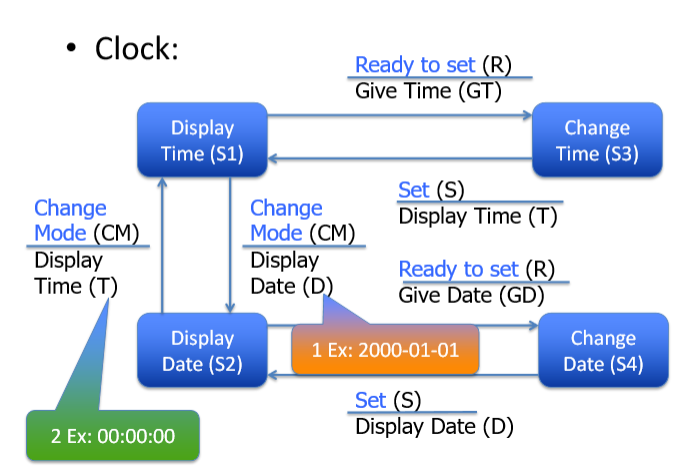 • Clock:
Ready to set (R)
Give Time (GT)
Display
Time (S1)
Change
Time (S3)
Set (S)
Display Time (T)
Change
Mode (CM)
Display
Time (T)
Change
Mode (CM)
Display
Date (D)
Ready to set (R)
Give Date (GD)
Display
Date (S2)
1 Ex: 2000-01-01
Change
Date (S4)
Set (S)
Display Date (D)
2 Ex: 00:00:00